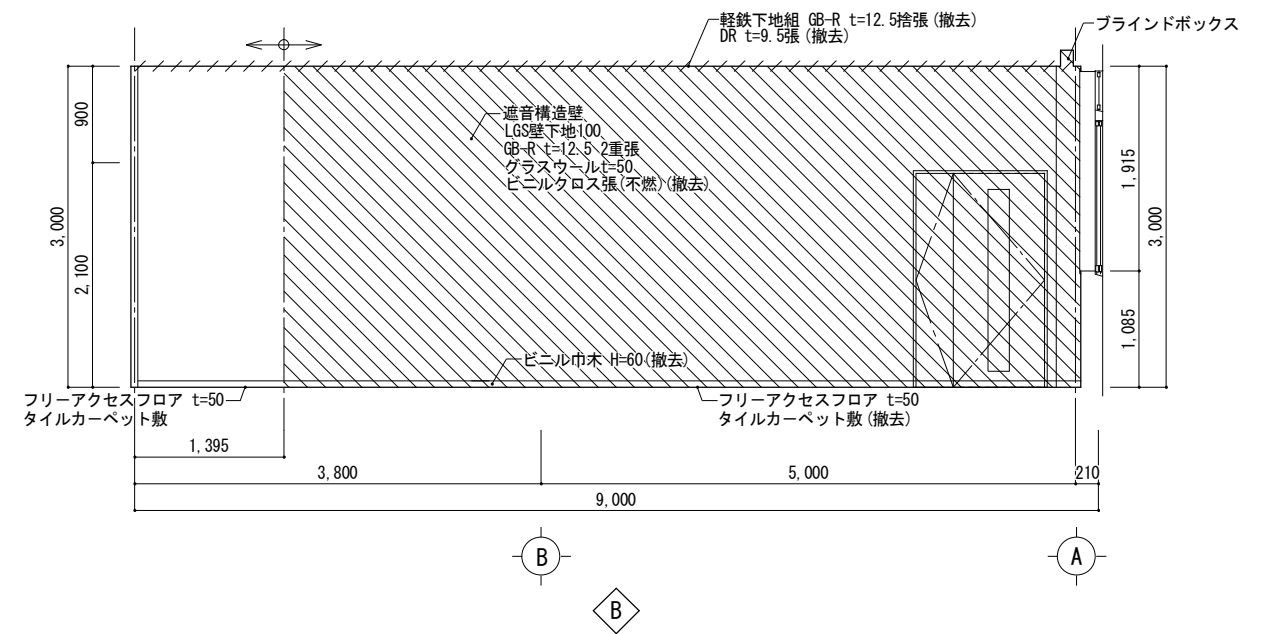 軽鉄下地組 GB-R t=12.5捨張(撤去)
DR t=9.5張(撤去)
ブラインドボックス
遮音構造壁
LGS壁下地100
GB-R t=12.5 2重張
グラスウールt=50
ビニルクロス張(不燃)(撤去)
900
3,000
2,100
1,915
3,000
1,085
ビニル巾木 H=60(撤去)
フリーアクセスフロア t=50
タイルカーペット敷
フリーアクセスフロア t=50
タイルカーペット敷(撤去)
1,395
3,800
5,000
210
9,000
B
A
B